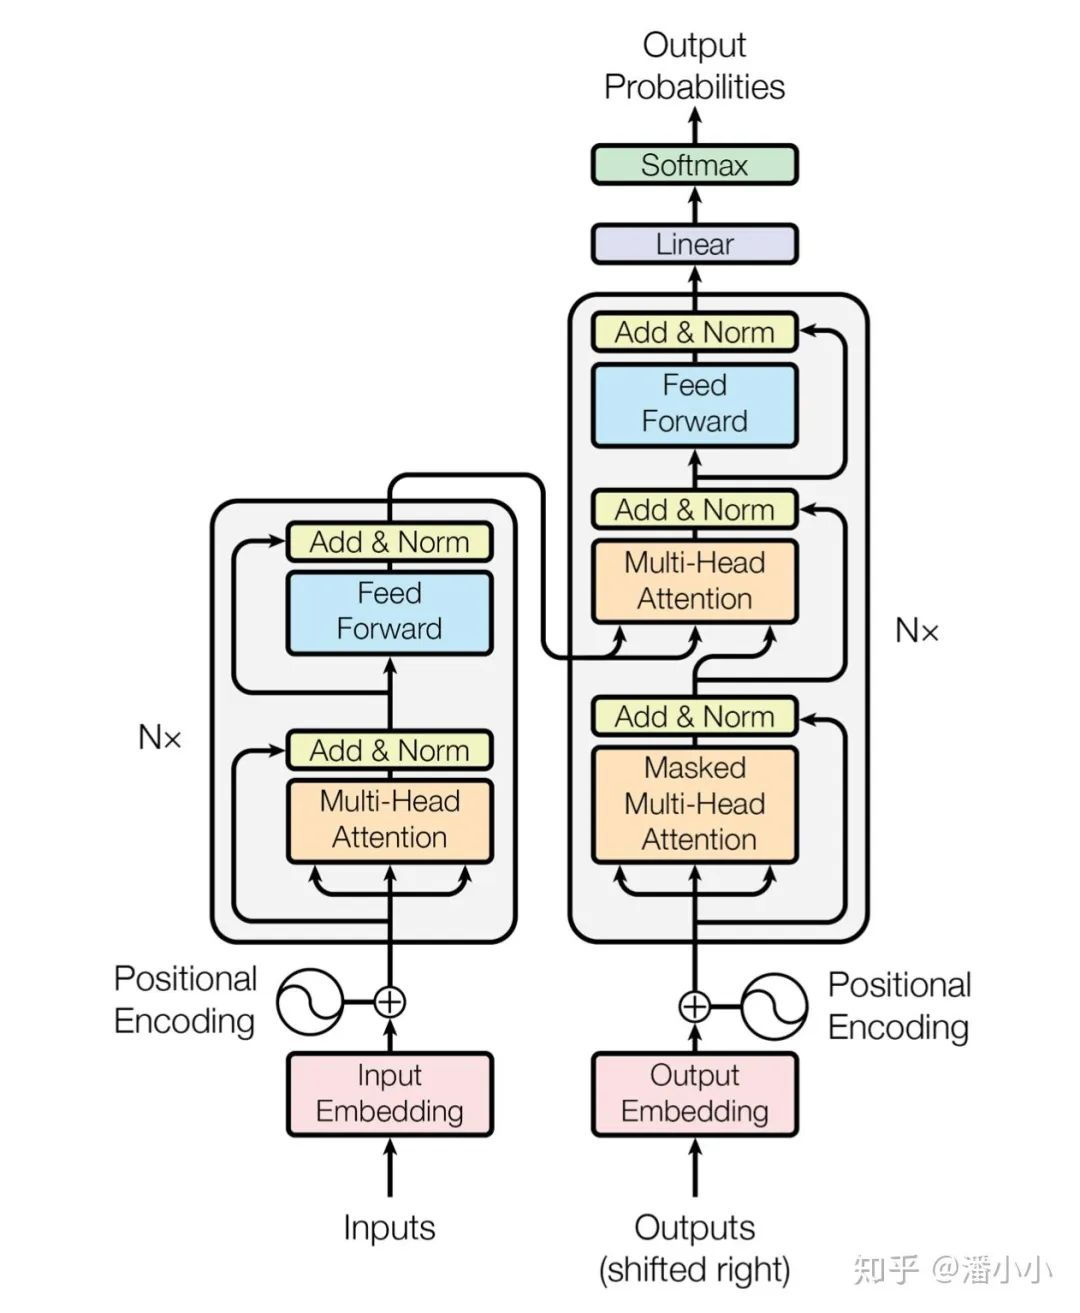 Output
Probabilities
Softmax
Linear
Add & Norm
Feed
Forward
Add & Norm
Multi-Head
Attention
N×
Add & Norm
Masked
Multi-Head
Attention
Add & Norm
Feed
Forward
N×
Add & Norm
Multi-Head
Attention
Positional
Encoding
Positional
Encoding
Input
Embedding
Output
Embedding
Inputs
Outputs
(shifted right)
知乎 @潘小小